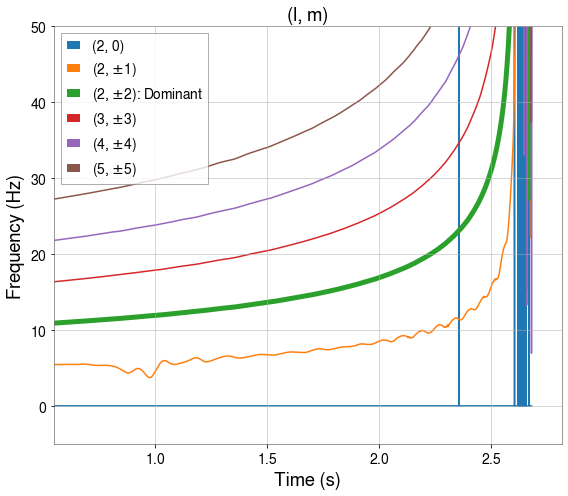 (l, m)
50
40
30
20
10
0
Frequency (Hz)
(2, 0)
(2, ±1)
(2, ±2): Dominant
(3, ±3)
(4, ±4)
(5, ±5)
1.0 1.5 2.0 2.5
Time (s)